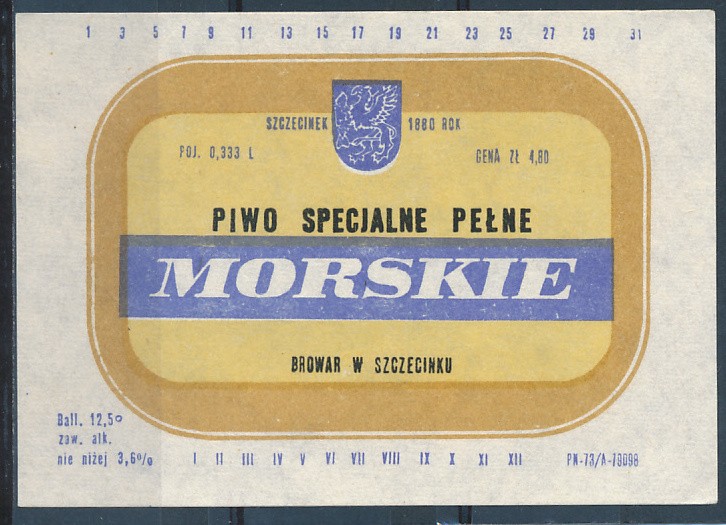 1 3 5 7 9 11 13 15 17 19 21 23 25 27 29 31
SZCZECINEK 1880 ROK
POJ. 0,333 L CENA ZŁ 4,80
PIWO SPECJALNE PEŁNE
MORSKIE
BROWAR W SZCZECINKU
Ball. 12,5°
zaw. alk.
nie niżej 3,6%
I II III IV V VI VII VIII IX X XI XII PN-73/A-79098